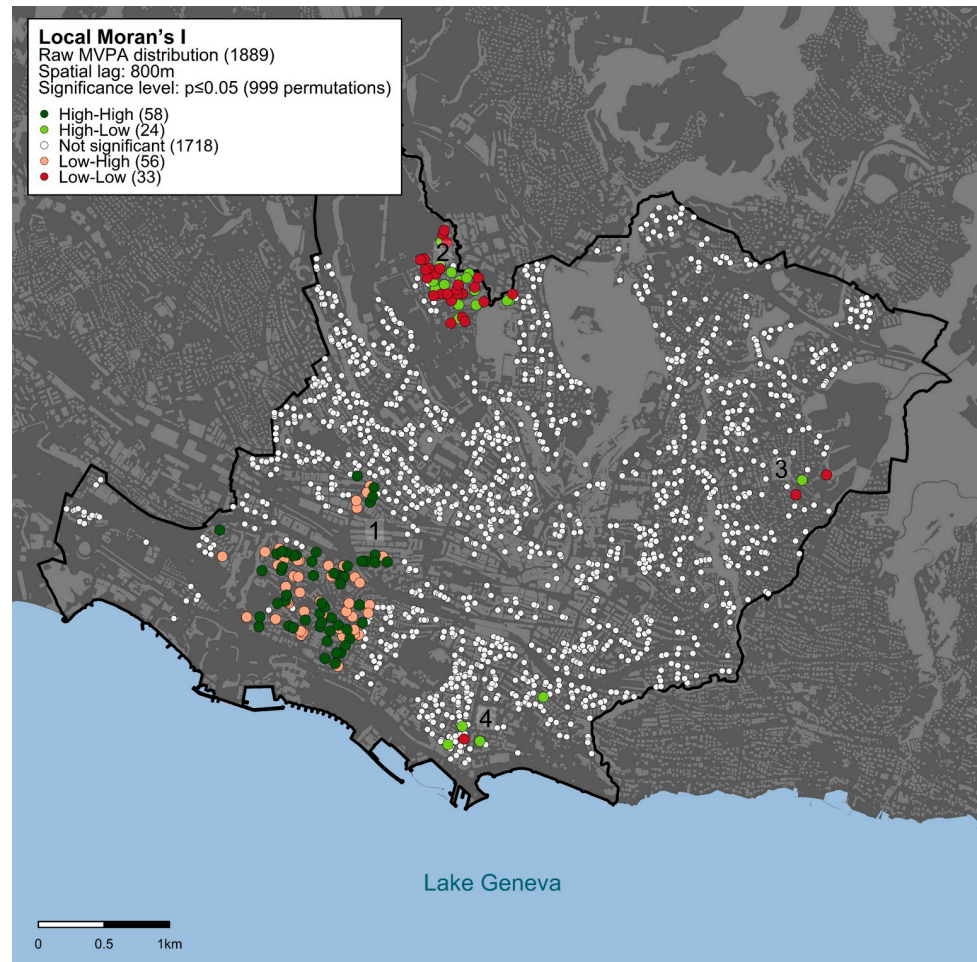 Local Moran's I
Raw MVPA distribution (1889)
Spatial lag: 800m
Significance level: p≤0.05 (999 permutations)
High-High (58)
High-Low (24)
Not significant (1718)
Low-High (56)
Low-Low (33)
2
3
1
4
Lake Geneva
0 0.5 1km